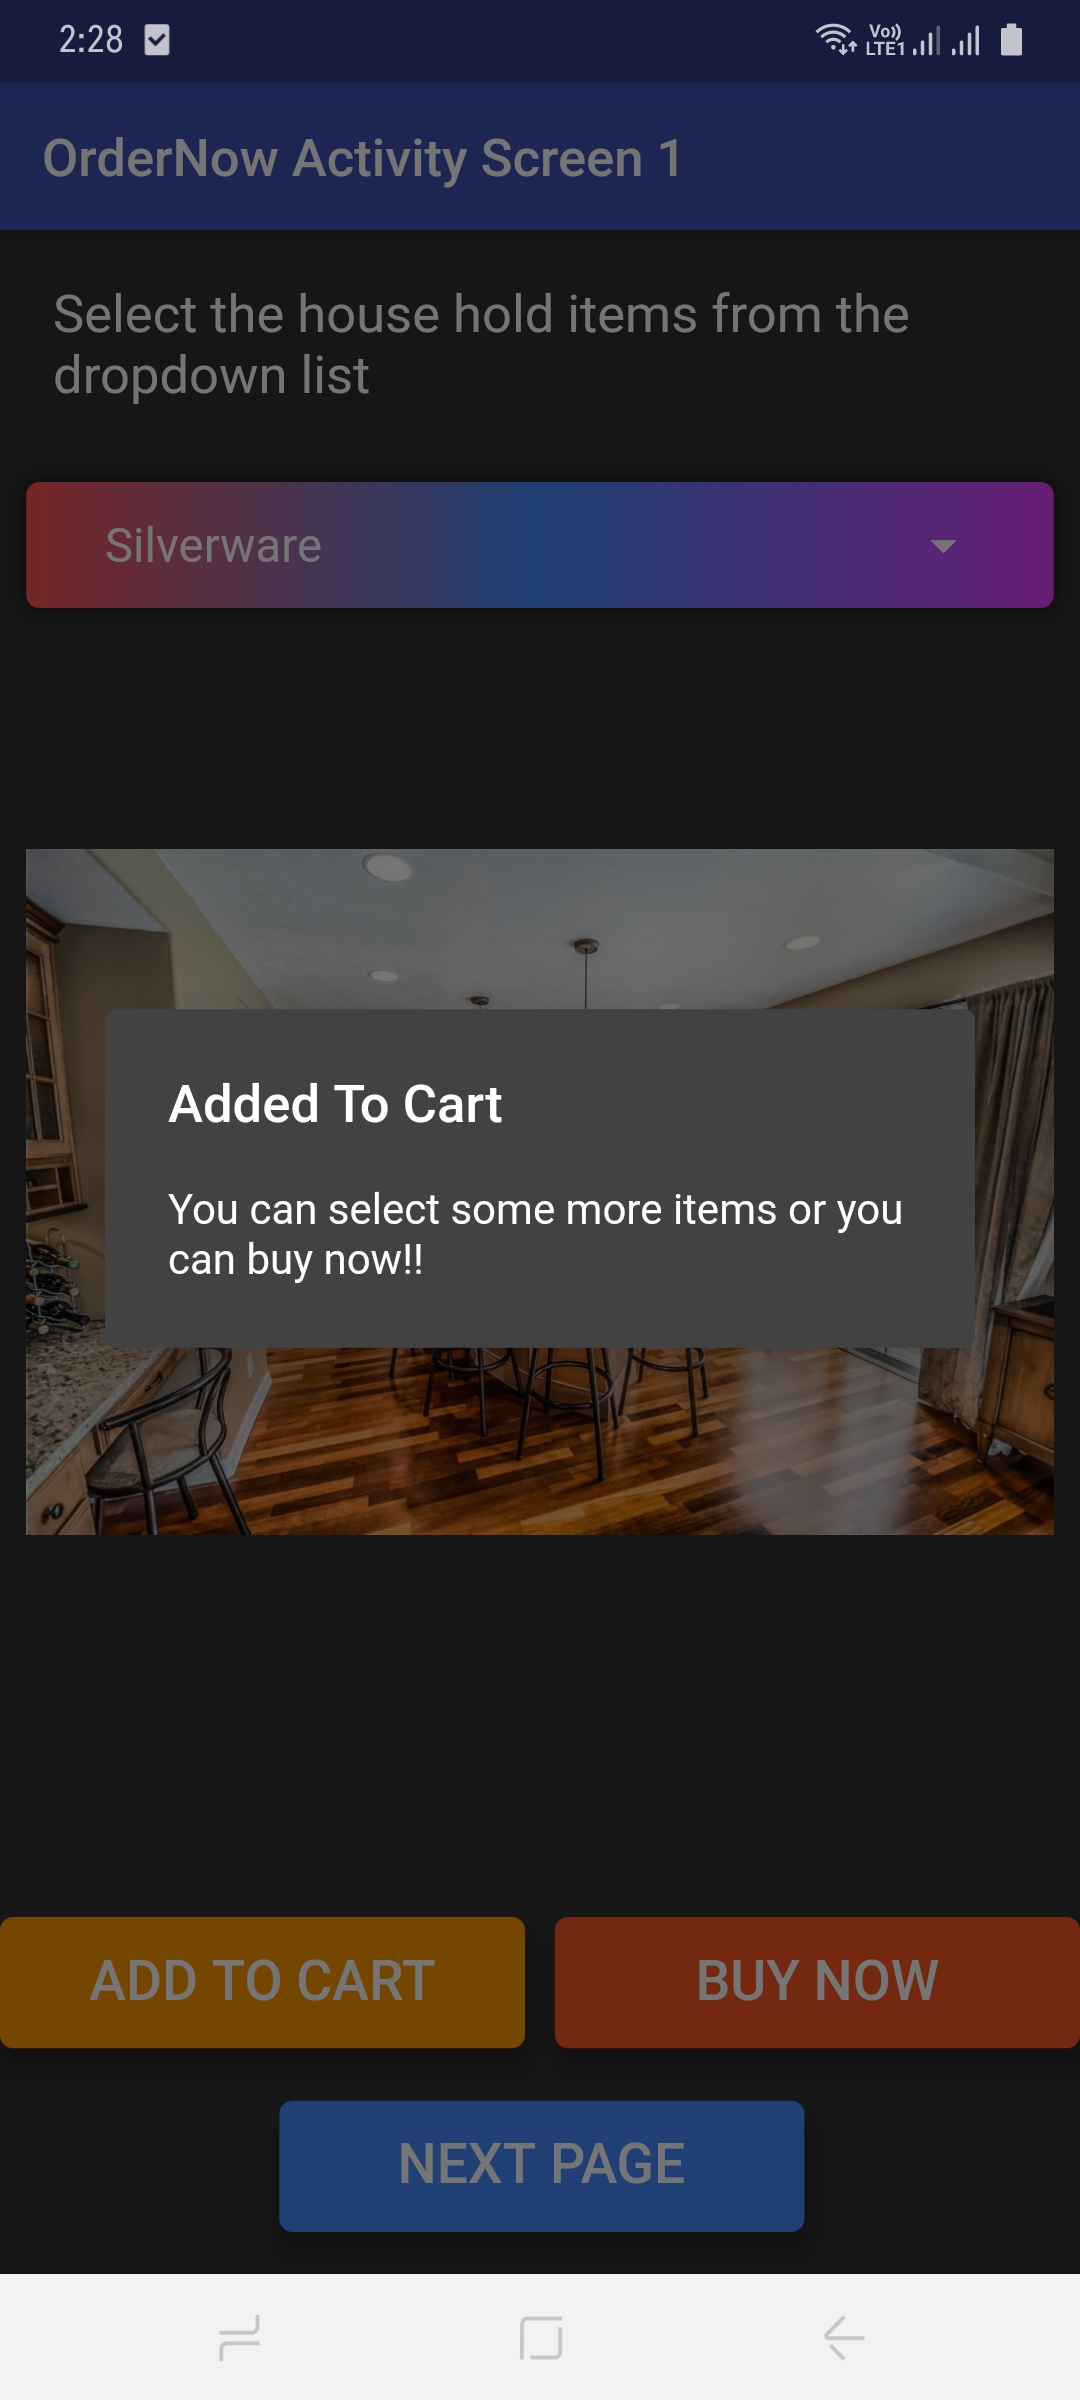 2:28
Vo))
LTE1
OrderNow Activity Screen 1
Select the house hold items from the
dropdown list
Silverware
Added To Cart
You can select some more items or you
can buy now!!
ADD TO CART
BUY NOW
NEXT PAGE